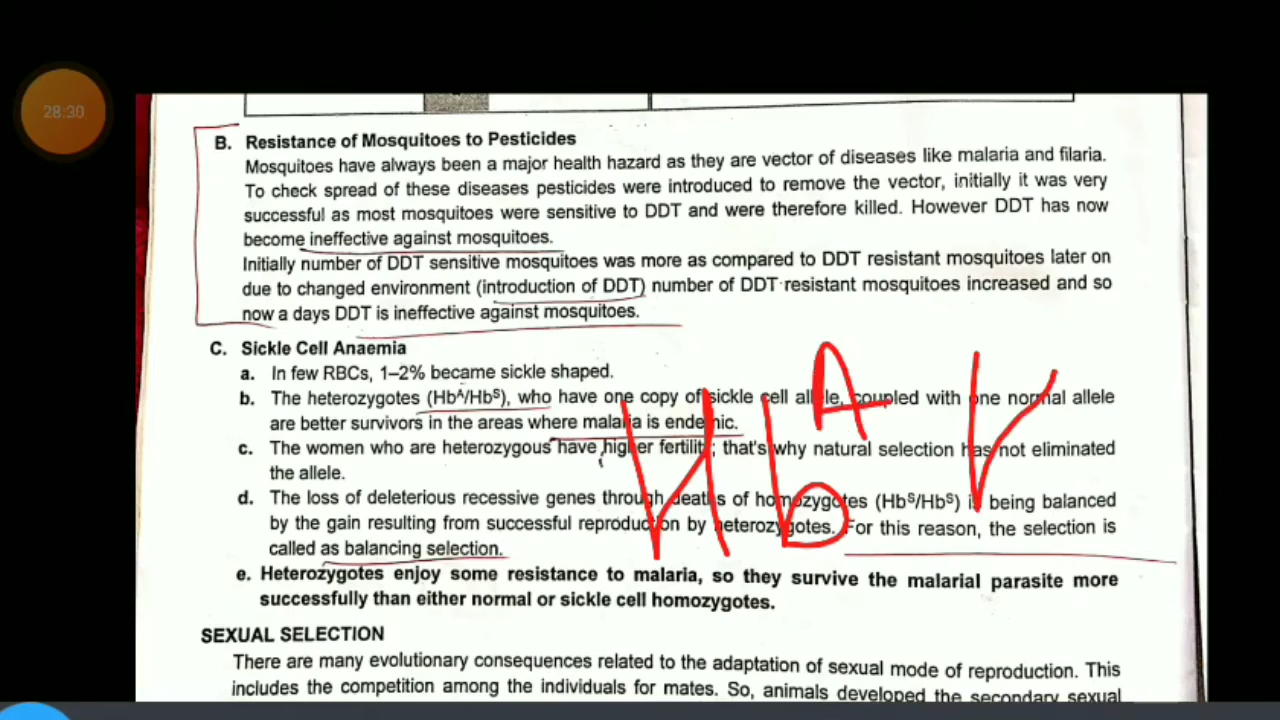 28:30
B. Resistance of Mosquitoes to Pesticides
Mosquitoes have always been a major health hazard as they are vector of diseases like malaria and filaria.
To check spread of these diseases pesticides were introduced to remove the vector, initially it was very
successful as most mosquitoes were sensitive to DDT and were therefore killed. However DDT has now
become ineffective against mosquitoes.
Initially number of DDT sensitive mosquitoes was more as compared to DDT resistant mosquitoes later on
due to changed environment (introduction of DDT) number of DDT resistant mosquitoes increased and so
now a days DDT is ineffective against mosquitoes.
C. Sickle Cell Anaemia
a. In few RBCs, 1–2% became sickle shaped.
b. The heterozygotes (Hbᴬ/Hbˢ), who have one copy of sickle cell allele, coupled with one normal allele
are better survivors in the areas where malaria is endemic.
c. The women who are heterozygous have higher fertility; that's why natural selection has not eliminated
the allele.
d. The loss of deleterious recessive genes through deaths of homozygotes (Hbˢ/Hbˢ) is being balanced
by the gain resulting from successful reproduction by heterozygotes. For this reason, the selection is
called as balancing selection.
e. Heterozygotes enjoy some resistance to malaria, so they survive the malarial parasite more
successfully than either normal or sickle cell homozygotes.
Hbᴬ
SEXUAL SELECTION
There are many evolutionary consequences related to the adaptation of sexual mode of reproduction. This
includes the competition among the individuals for mates. So, animals developed the secondary sexual